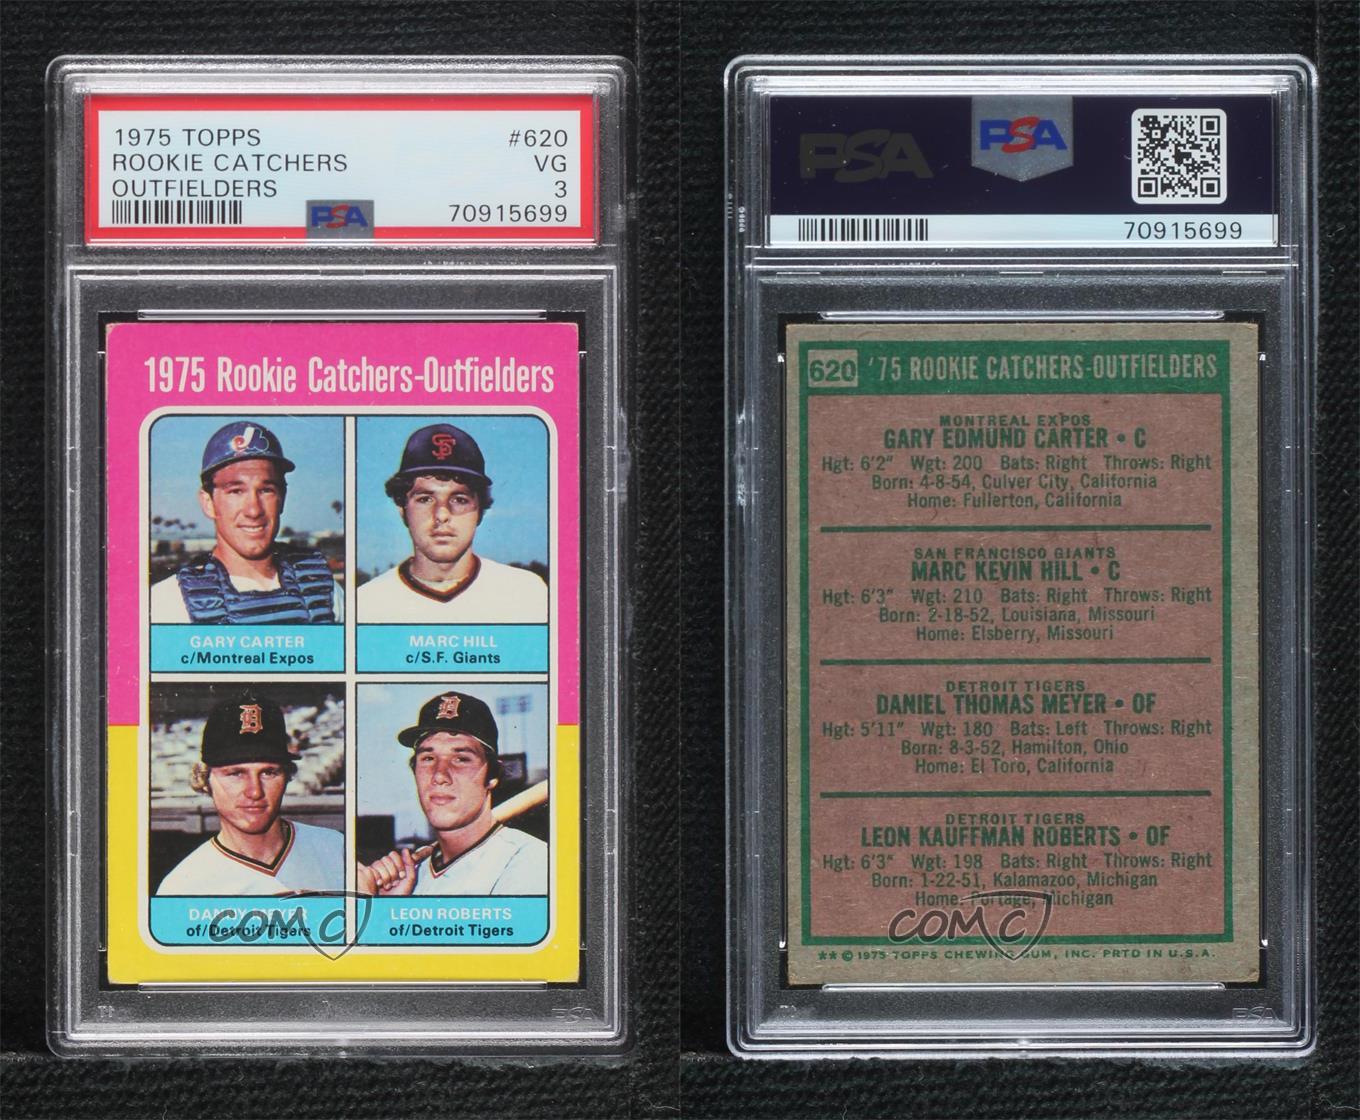 1975 TOPPS #620
ROOKIE CATCHERS VG
OUTFIELDERS 3
PSA 70915699
1975 Rookie Catchers-Outfielders
GARY CARTER
c/Montreal Expos
MARC HILL
c/S.F. Giants
DANNY MEYER
of/Detroit Tigers
LEON ROBERTS
of/Detroit Tigers
COMC
PSA
PSA PSA
70915699
620 '75 ROOKIE CATCHERS-OUTFIELDERS
MONTREAL EXPOS
GARY EDMUND CARTER • C
Hgt: 6'2" Wgt: 200 Bats: Right Throws: Right
Born: 4-8-54, Culver City, California
Home: Fullerton, California
SAN FRANCISCO GIANTS
MARC KEVIN HILL • C
Hgt: 6'3" Wgt: 210 Bats: Right Throws: Right
Born: 2-18-52, Louisiana, Missouri
Home: Elsberry, Missouri
DETROIT TIGERS
DANIEL THOMAS MEYER • OF
Hgt: 5'11" Wgt: 180 Bats: Left Throws: Right
Born: 8-3-52, Hamilton, Ohio
Home: El Toro, California
DETROIT TIGERS
LEON KAUFFMAN ROBERTS • OF
Hgt: 6'3" Wgt: 198 Bats: Right Throws: Right
Born: 1-22-51, Kalamazoo, Michigan
Home: Portage, Michigan
COMC
** © 1975 TOPPS CHEWING GUM, INC. PRTD IN U.S.A.
PSA